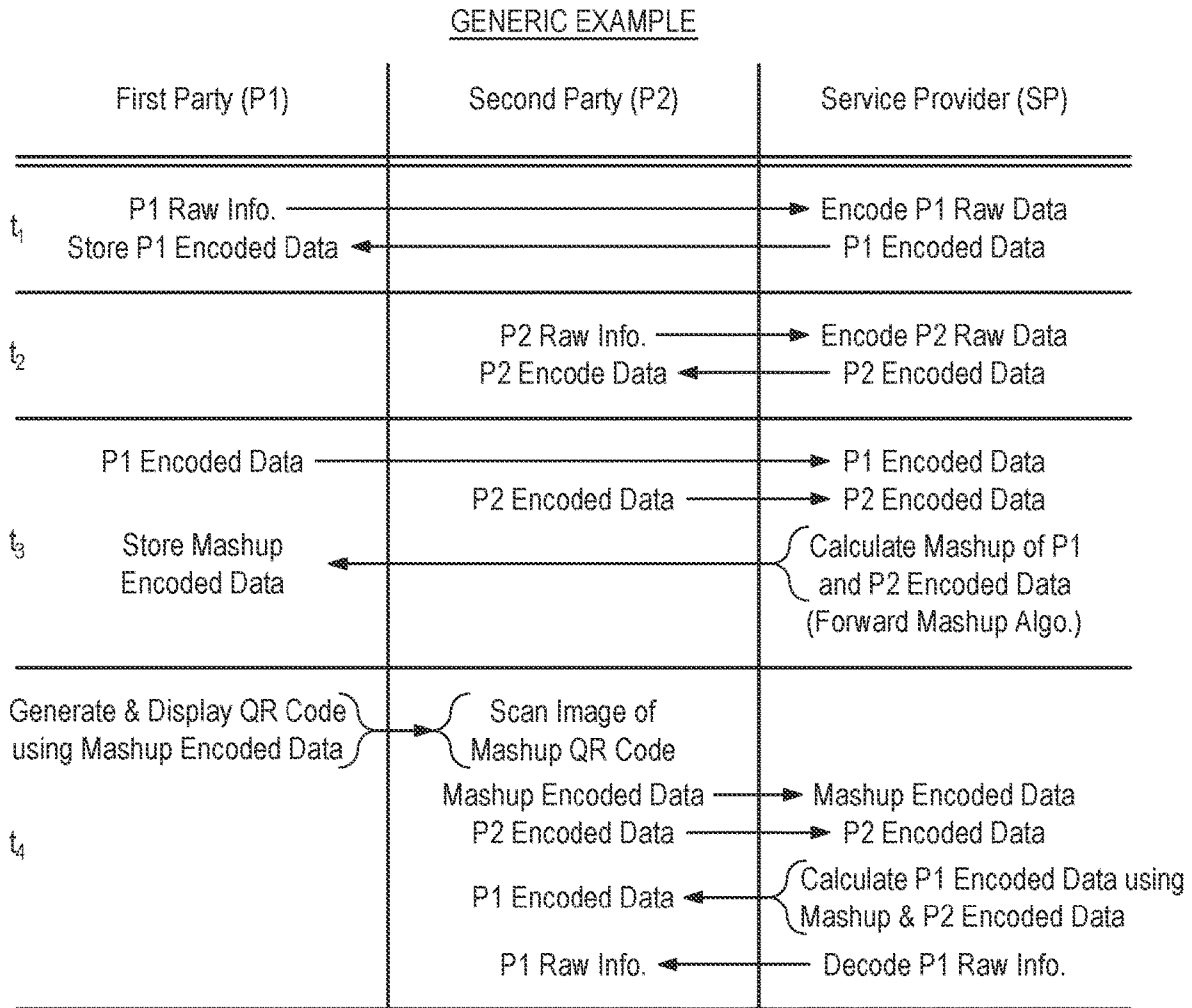 GENERIC EXAMPLE
First Party (P1)
Second Party (P2)
Service Provider (SP)
t1
P1 Raw Info.
Encode P1 Raw Data
Store P1 Encoded Data
P1 Encoded Data
t2
P2 Raw Info.
Encode P2 Raw Data
P2 Encode Data
P2 Encoded Data
t3
P1 Encoded Data
P1 Encoded Data
P2 Encoded Data
P2 Encoded Data
Store Mashup
Encoded Data
Calculate Mashup of P1
and P2 Encoded Data
(Forward Mashup Algo.)
t4
Generate & Display QR Code
using Mashup Encoded Data
Scan Image of
Mashup QR Code
Mashup Encoded Data
Mashup Encoded Data
P2 Encoded Data
P2 Encoded Data
P1 Encoded Data
Calculate P1 Encoded Data using
Mashup & P2 Encoded Data
P1 Raw Info.
Decode P1 Raw Info.